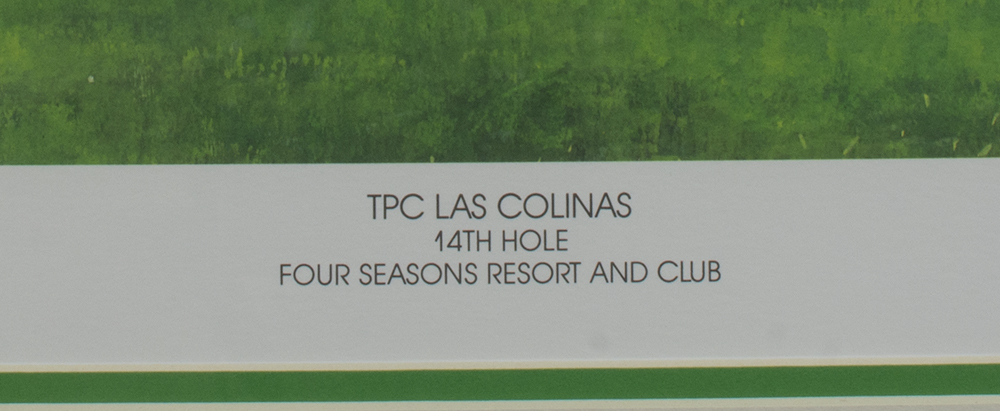 TPC LAS COLINAS
14TH HOLE
FOUR SEASONS RESORT AND CLUB